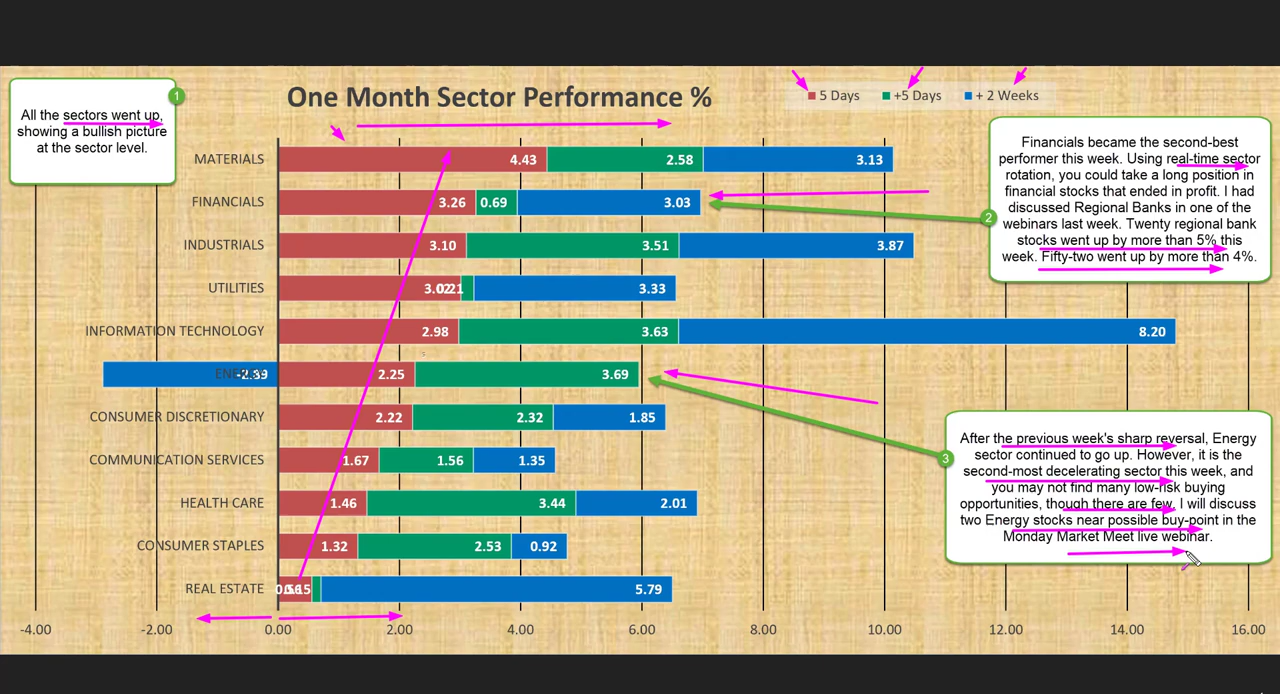 One Month Sector Performance %
5 Days
+5 Days
+ 2 Weeks
1
All the sectors went up,
showing a bullish picture
at the sector level.
MATERIALS 4.43 2.58 3.13
FINANCIALS 3.26 0.69 3.03
INDUSTRIALS 3.10 3.51 3.87
UTILITIES 3.02 0.21 3.33
INFORMATION TECHNOLOGY 2.98 3.63 8.20
ENERGY 2.25 3.69
CONSUMER DISCRETIONARY 2.22 2.32 1.85
COMMUNICATION SERVICES 1.67 1.56 1.35
HEALTH CARE 1.46 3.44 2.01
CONSUMER STAPLES 1.32 2.53 0.92
REAL ESTATE 5.79
-4.00 -2.00 0.00 2.00 4.00 6.00 8.00 10.00 12.00 14.00 16.00
2
Financials became the second-best
performer this week. Using real-time sector
rotation, you could take a long position in
financial stocks that ended in profit. I had
discussed Regional Banks in one of the
webinars last week. Twenty regional bank
stocks went up by more than 5% this
week. Fifty-two went up by more than 4%.
3
After the previous week's sharp reversal, Energy
sector continued to go up. However, it is the
second-most decelerating sector this week, and
you may not find many low-risk buying
opportunities, though there are few. I will discuss
two Energy stocks near possible buy-point in the
Monday Market Meet live webinar.